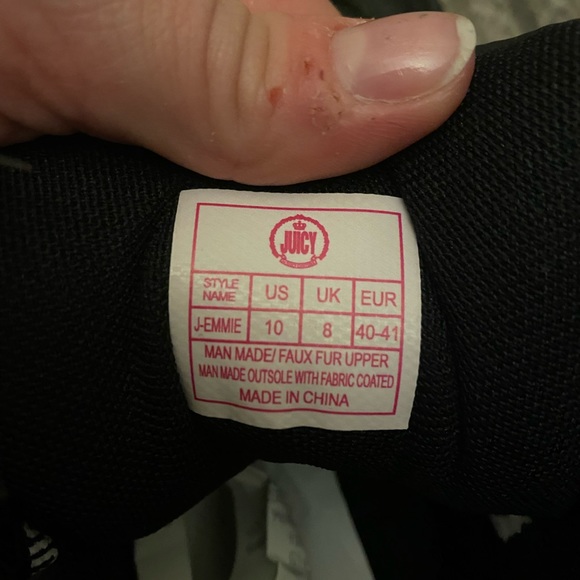 JUICY
STYLE NAME US UK EUR
J-EMMIE 10 8 40-41
MAN MADE/ FAUX FUR UPPER
MAN MADE OUTSOLE WITH FABRIC COATED
MADE IN CHINA